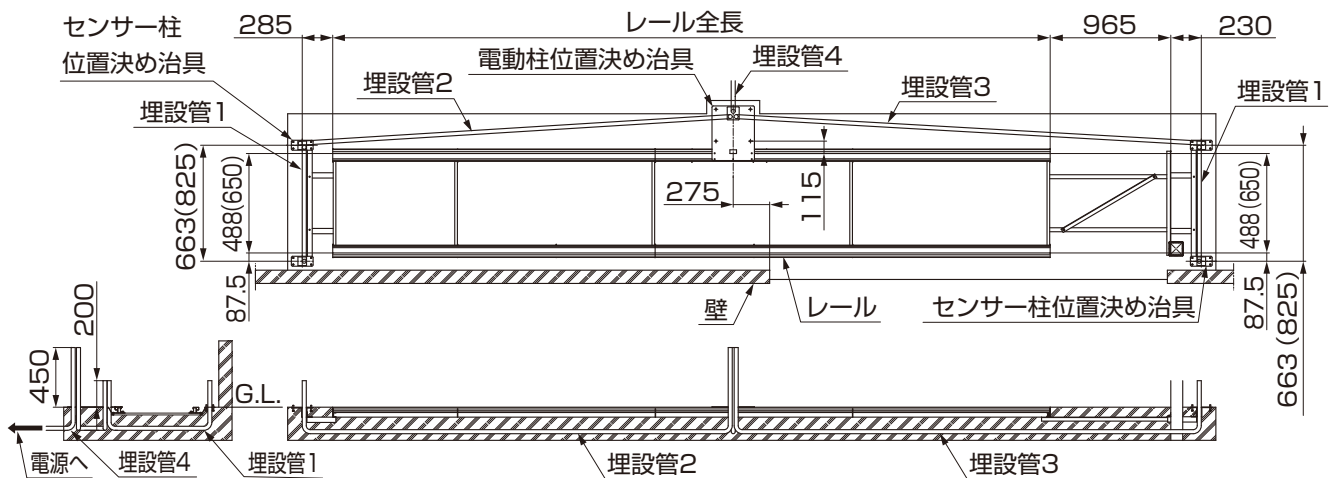 センサー柱
位置決め治具
285
レール全長
965
230
電動柱位置決め治具
埋設管4
埋設管2
埋設管3
埋設管1
埋設管1
663(825)
488(650)
87.5
275
115
488(650)
87.5
663(825)
壁
レール
センサー柱位置決め治具
200
450
G.L.
電源へ
埋設管4
埋設管1
埋設管2
埋設管3